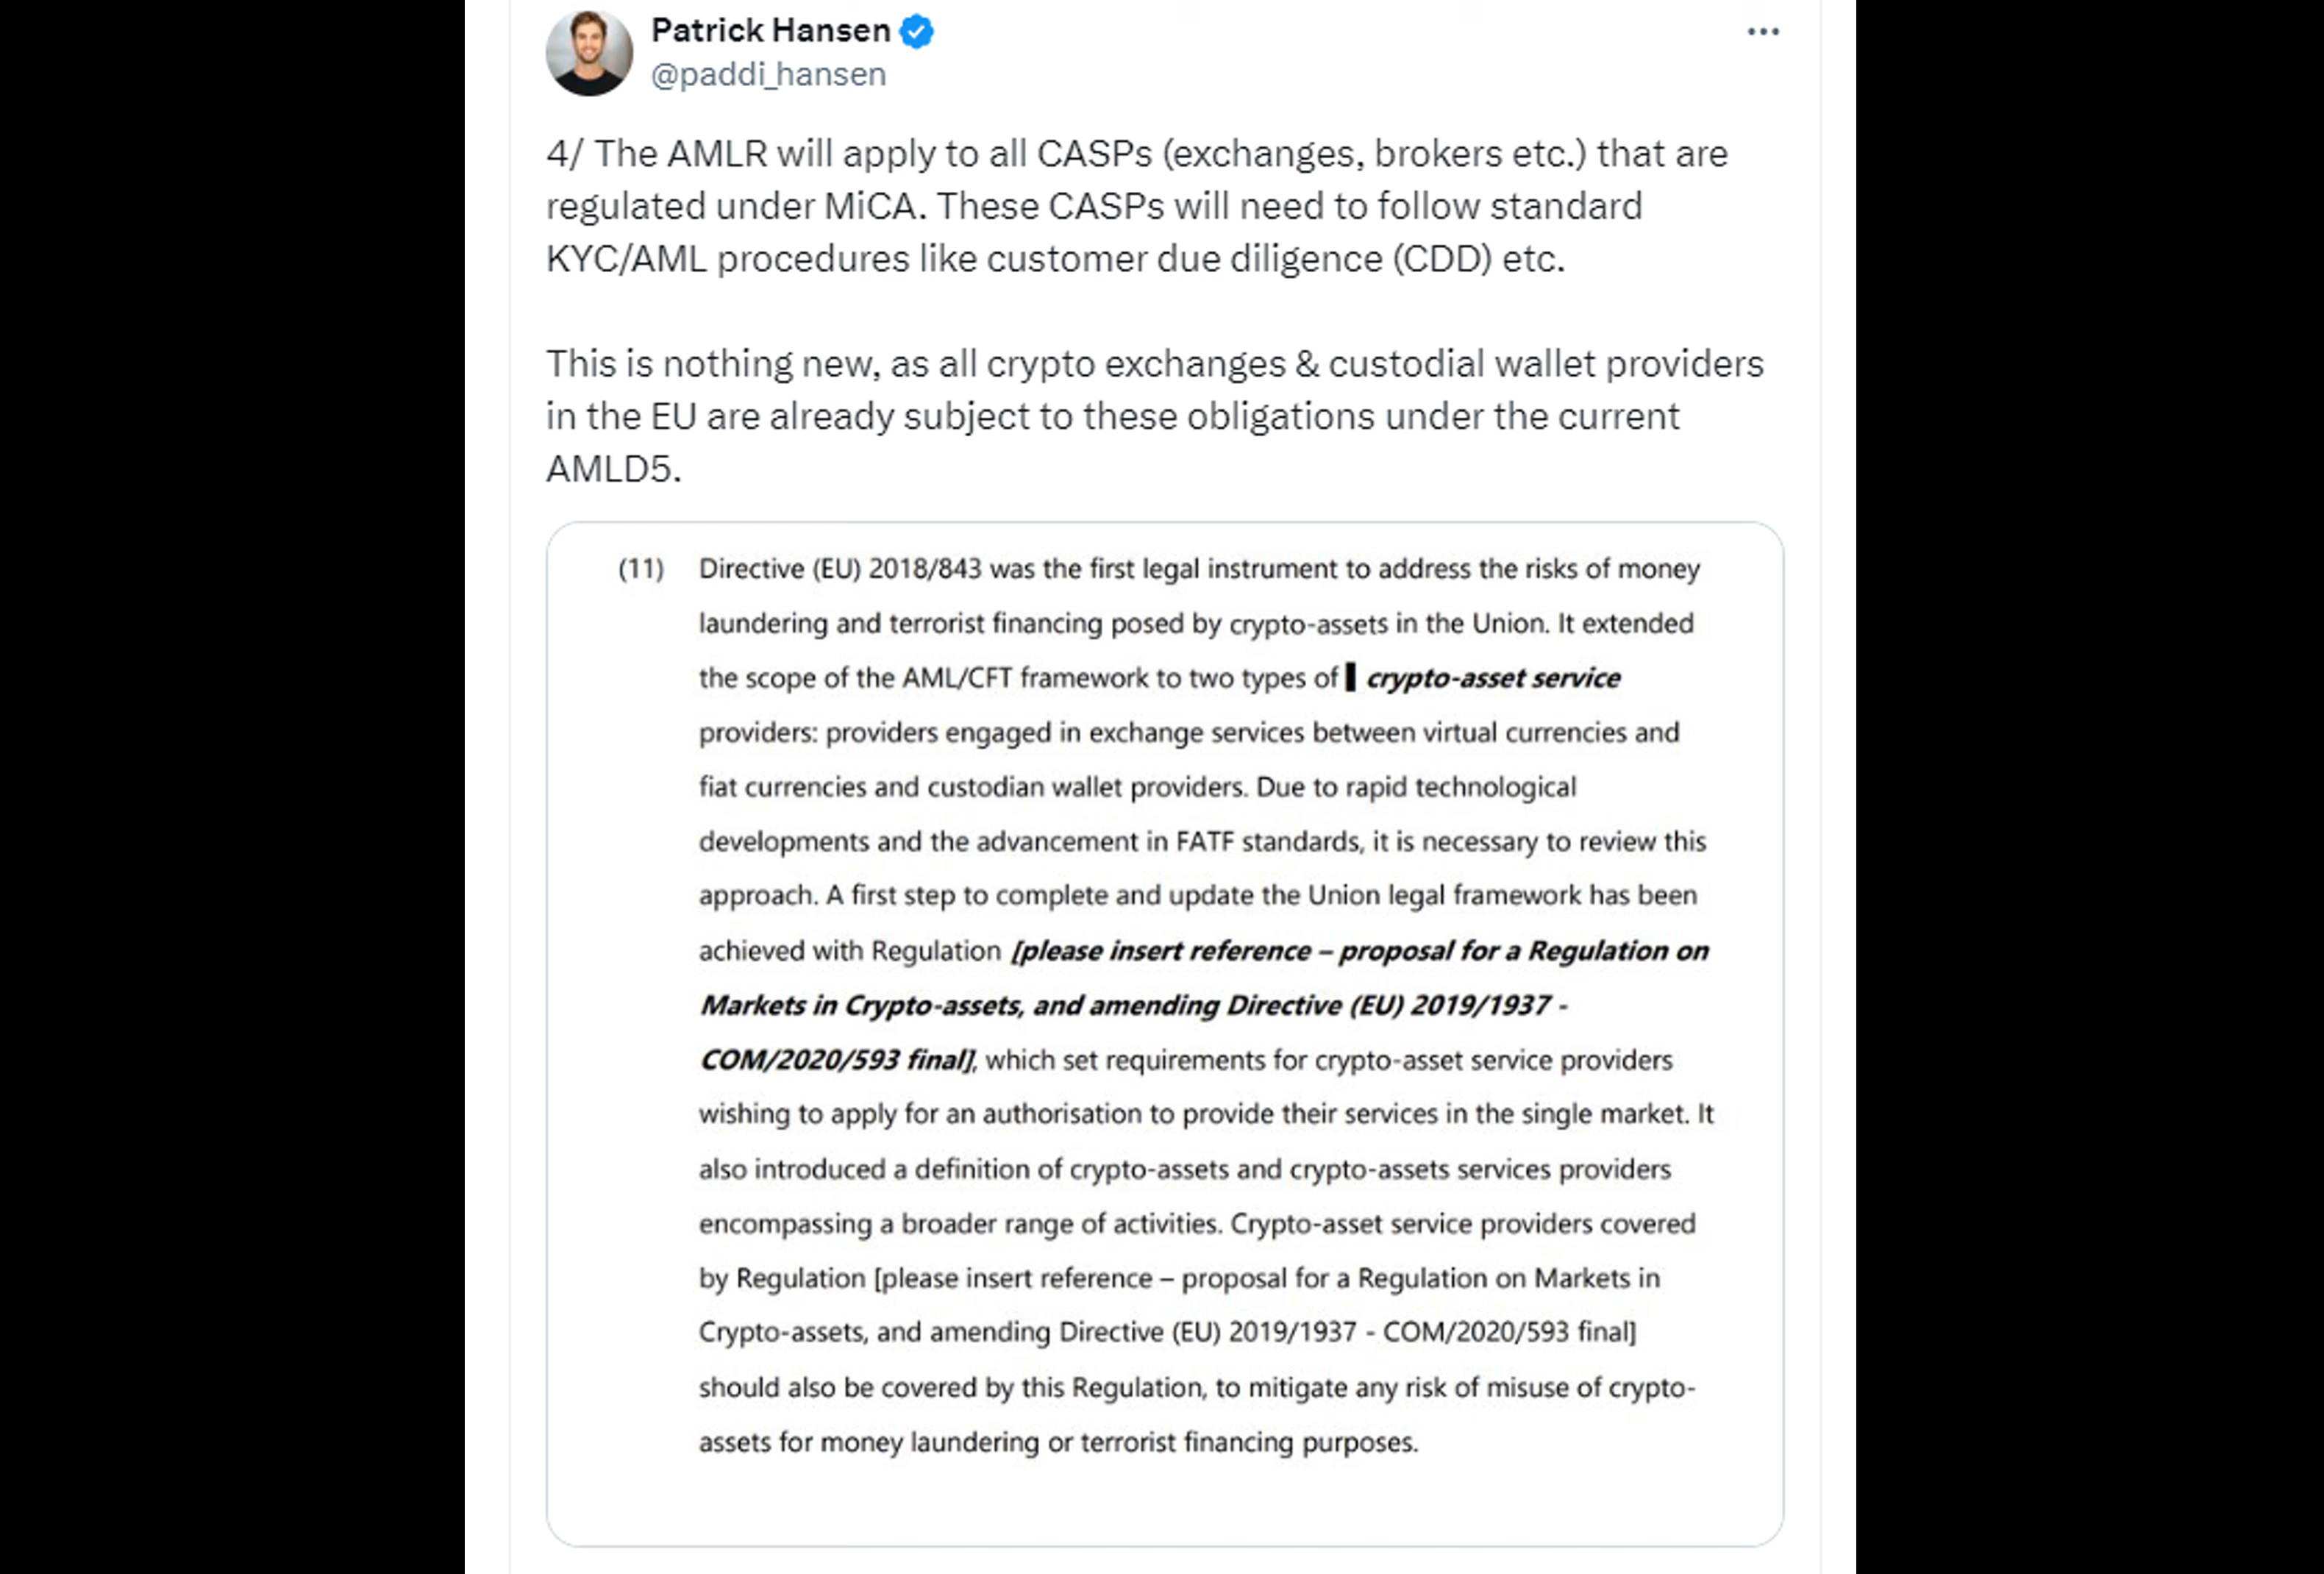 Patrick Hansen
@paddi_hansen
4/ The AMLR will apply to all CASPs (exchanges, brokers etc.) that are
regulated under MiCA. These CASPs will need to follow standard
KYC/AML procedures like customer due diligence (CDD) etc.
This is nothing new, as all crypto exchanges & custodial wallet providers
in the EU are already subject to these obligations under the current
AMLD5.
(11) Directive (EU) 2018/843 was the first legal instrument to address the risks of money
laundering and terrorist financing posed by crypto-assets in the Union. It extended
the scope of the AML/CFT framework to two types of ▌ crypto-asset service
providers: providers engaged in exchange services between virtual currencies and
fiat currencies and custodian wallet providers. Due to rapid technological
developments and the advancement in FATF standards, it is necessary to review this
approach. A first step to complete and update the Union legal framework has been
achieved with Regulation [please insert reference – proposal for a Regulation on
Markets in Crypto-assets, and amending Directive (EU) 2019/1937 -
COM/2020/593 final], which set requirements for crypto-asset service providers
wishing to apply for an authorisation to provide their services in the single market. It
also introduced a definition of crypto-assets and crypto-assets services providers
encompassing a broader range of activities. Crypto-asset service providers covered
by Regulation [please insert reference – proposal for a Regulation on Markets in
Crypto-assets, and amending Directive (EU) 2019/1937 - COM/2020/593 final]
should also be covered by this Regulation, to mitigate any risk of misuse of crypto-
assets for money laundering or terrorist financing purposes.